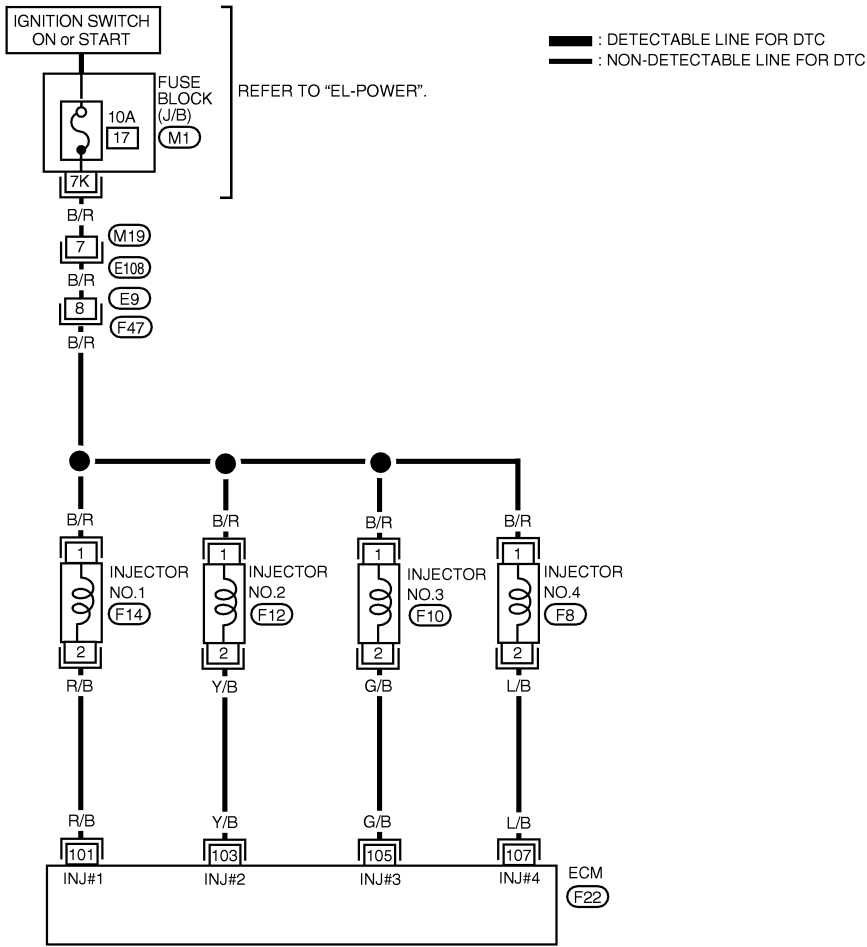 IGNITION SWITCH
ON or START
: DETECTABLE LINE FOR DTC
: NON-DETECTABLE LINE FOR DTC
FUSE
BLOCK
(J/B)
M1
10A
17
REFER TO “EL-POWER”.
7K
B/R
7
M19
E108
B/R
8
E9
F47
B/R
B/R
B/R
B/R
B/R
1
1
1
1
INJECTOR
NO.1
F14
INJECTOR
NO.2
F12
INJECTOR
NO.3
F10
INJECTOR
NO.4
F8
2
2
2
2
R/B
Y/B
G/B
L/B
R/B
Y/B
G/B
L/B
101
103
105
107
INJ#1
INJ#2
INJ#3
INJ#4
ECM
F22